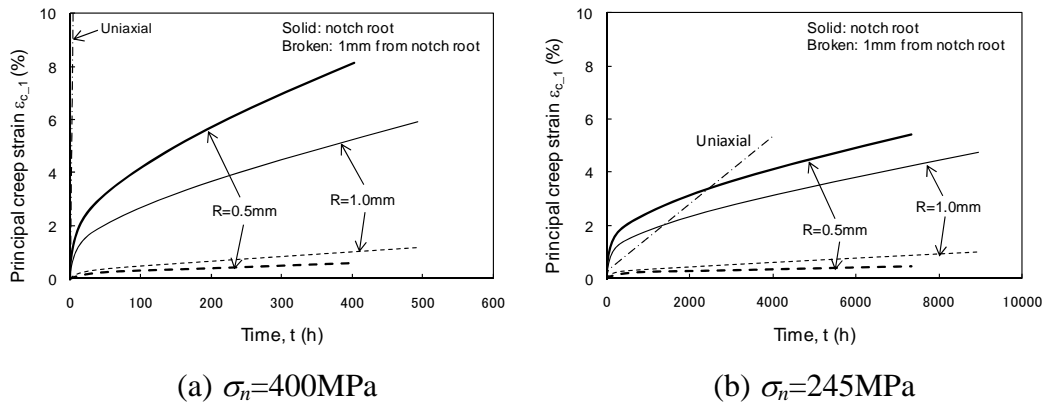 Principal creep strain εc_1 (%)
10
8
6
4
2
0
Uniaxial
Solid: notch root
Broken: 1mm from notch root
R=0.5mm
R=1.0mm
0 100 200 300 400 500 600
Time, t (h)
(a) σn=400MPa
Principal creep strain εc_1 (%)
10
8
6
4
2
0
Solid: notch root
Broken: 1mm from notch root
Uniaxial
R=1.0mm
R=0.5mm
0 2000 4000 6000 8000 10000
Time, t (h)
(b) σn=245MPa